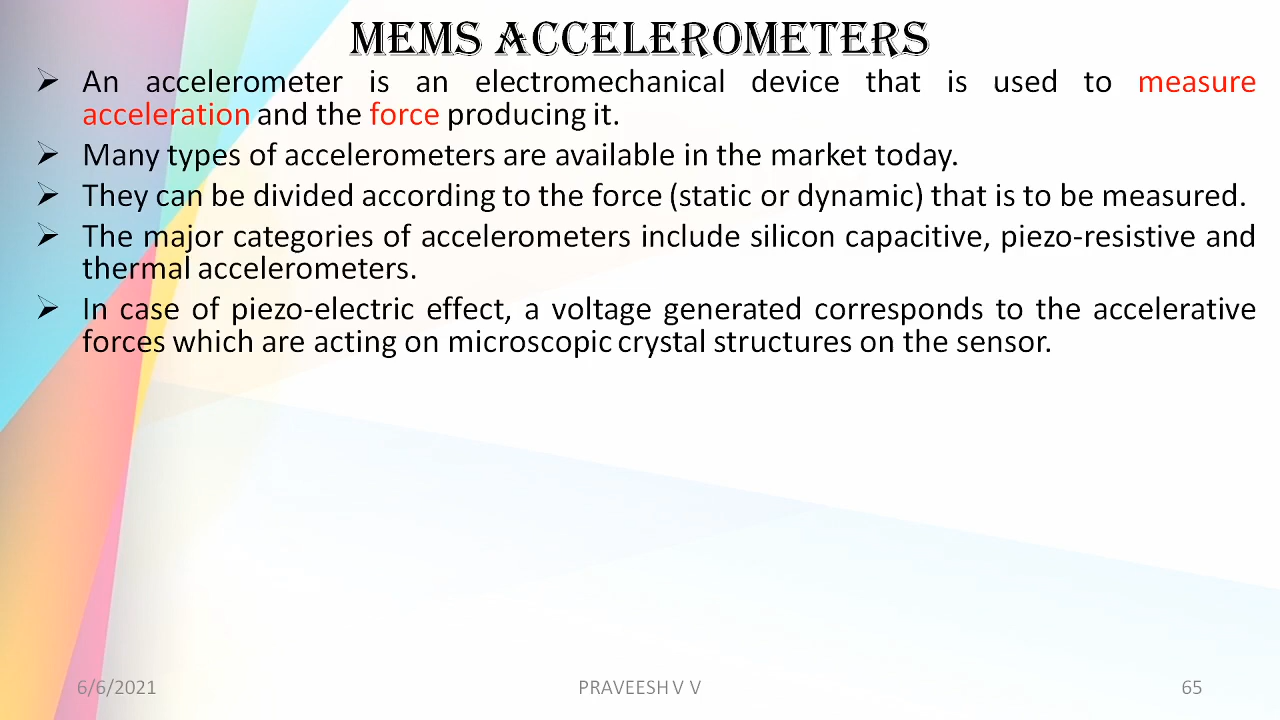 MEMS ACCELEROMETERS
➢ An accelerometer is an electromechanical device that is used to measure
acceleration and the force producing it.
➢ Many types of accelerometers are available in the market today.
➢ They can be divided according to the force (static or dynamic) that is to be measured.
➢ The major categories of accelerometers include silicon capacitive, piezo-resistive and
thermal accelerometers.
➢ In case of piezo-electric effect, a voltage generated corresponds to the accelerative
forces which are acting on microscopic crystal structures on the sensor.
6/6/2021 PRAVEESH V V 65